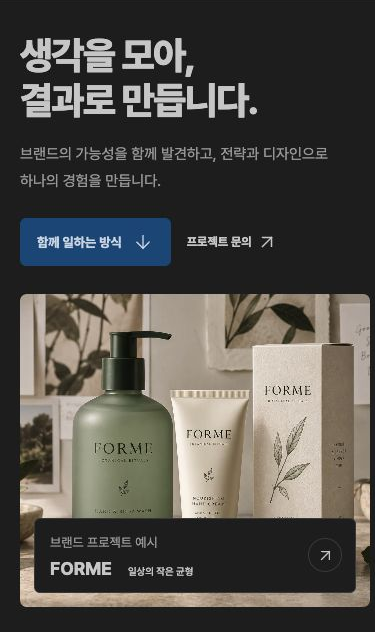 생각을 모아,
결과로 만듭니다.
브랜드의 가능성을 함께 발견하고, 전략과 디자인으로
하나의 경험을 만듭니다.
함께 일하는 방식 ↓
프로젝트 문의 ↗
FORME
FORME
NOURISHING
HAND CREAM
FORME
브랜드 프로젝트 예시
FORME 일상의 작은 균형